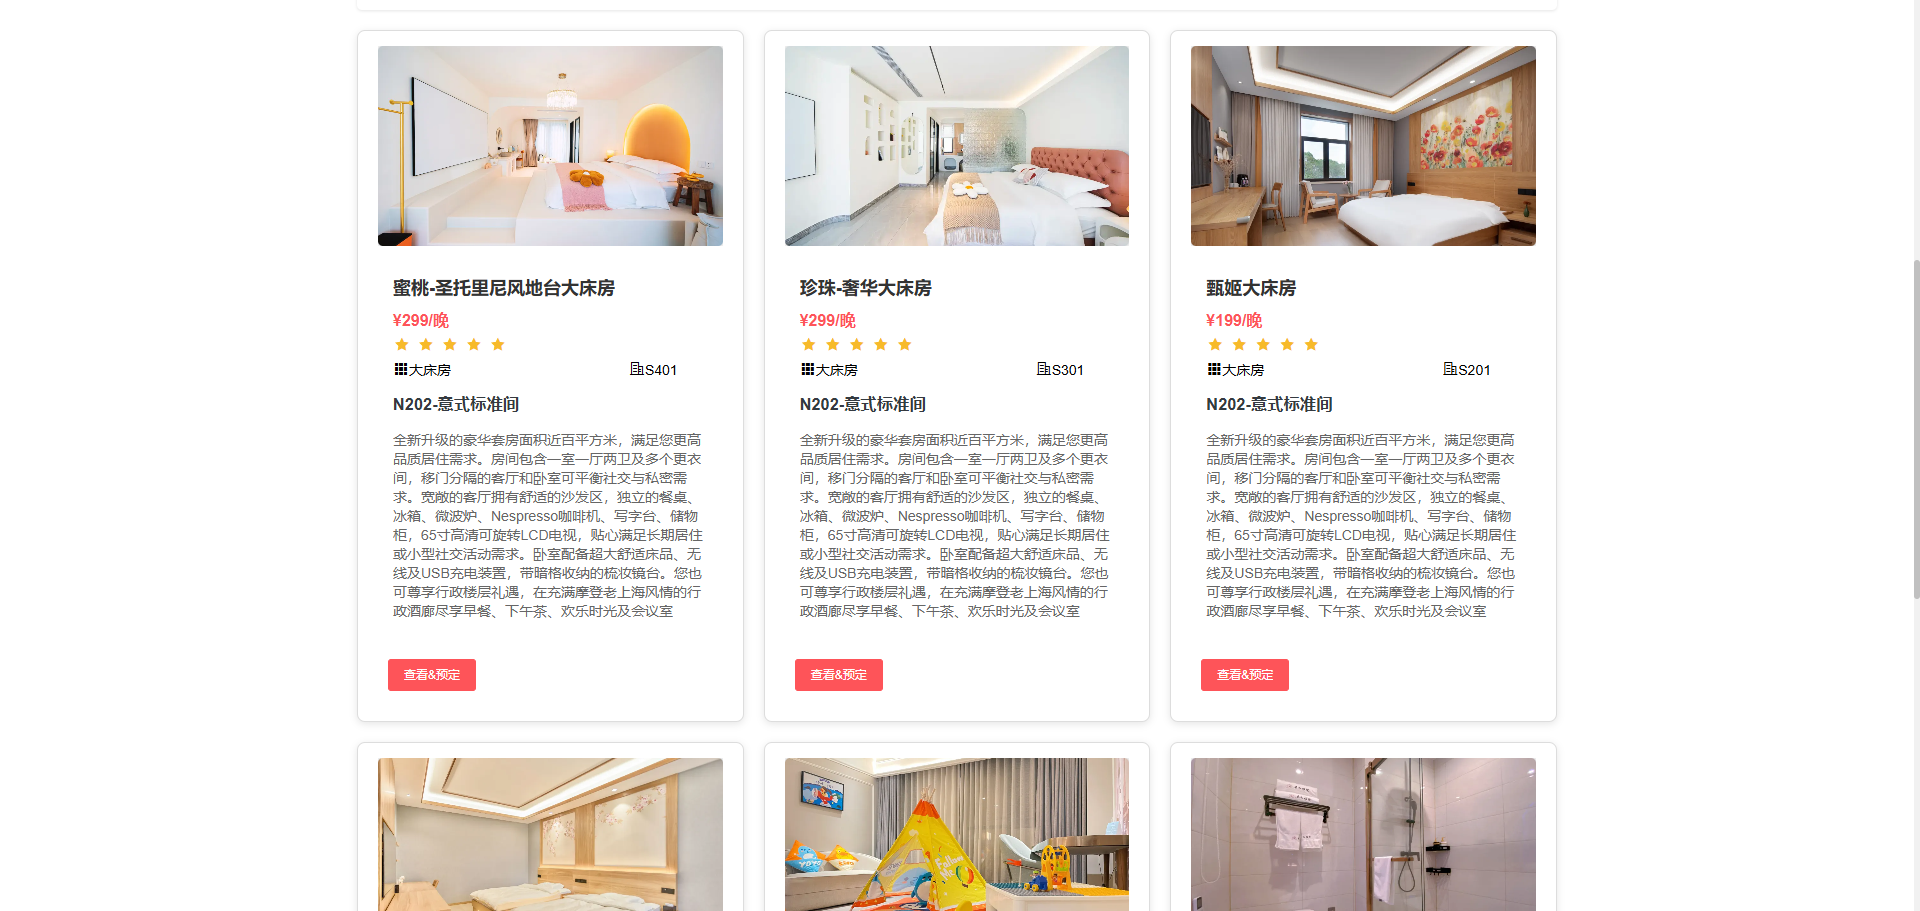 蜜桃-圣托里尼风地台大床房
¥299/晚
大床房
S401
N202-意式标准间
全新升级的豪华套房面积近百平方米，满足您更高
品质居住需求。房间包含一室一厅两卫及多个更衣
间，移门分隔的客厅和卧室可平衡社交与私密需
求。宽敞的客厅拥有舒适的沙发区，独立的餐桌、
冰箱、微波炉、Nespresso咖啡机、写字台、储物
柜，65寸高清可旋转LCD电视，贴心满足长期居住
或小型社交活动需求。卧室配备超大舒适床品、无
线及USB充电装置，带暗格收纳的梳妆镜台。您也
可尊享行政楼层礼遇，在充满摩登老上海风情的行
政酒廊尽享早餐、下午茶、欢乐时光及会议室
查看&预定
珍珠-奢华大床房
¥299/晚
大床房
S301
N202-意式标准间
全新升级的豪华套房面积近百平方米，满足您更高
品质居住需求。房间包含一室一厅两卫及多个更衣
间，移门分隔的客厅和卧室可平衡社交与私密需
求。宽敞的客厅拥有舒适的沙发区，独立的餐桌、
冰箱、微波炉、Nespresso咖啡机、写字台、储物
柜，65寸高清可旋转LCD电视，贴心满足长期居住
或小型社交活动需求。卧室配备超大舒适床品、无
线及USB充电装置，带暗格收纳的梳妆镜台。您也
可尊享行政楼层礼遇，在充满摩登老上海风情的行
政酒廊尽享早餐、下午茶、欢乐时光及会议室
查看&预定
甄姬大床房
¥199/晚
大床房
S201
N202-意式标准间
全新升级的豪华套房面积近百平方米，满足您更高
品质居住需求。房间包含一室一厅两卫及多个更衣
间，移门分隔的客厅和卧室可平衡社交与私密需
求。宽敞的客厅拥有舒适的沙发区，独立的餐桌、
冰箱、微波炉、Nespresso咖啡机、写字台、储物
柜，65寸高清可旋转LCD电视，贴心满足长期居住
或小型社交活动需求。卧室配备超大舒适床品、无
线及USB充电装置，带暗格收纳的梳妆镜台。您也
可尊享行政楼层礼遇，在充满摩登老上海风情的行
政酒廊尽享早餐、下午茶、欢乐时光及会议室
查看&预定